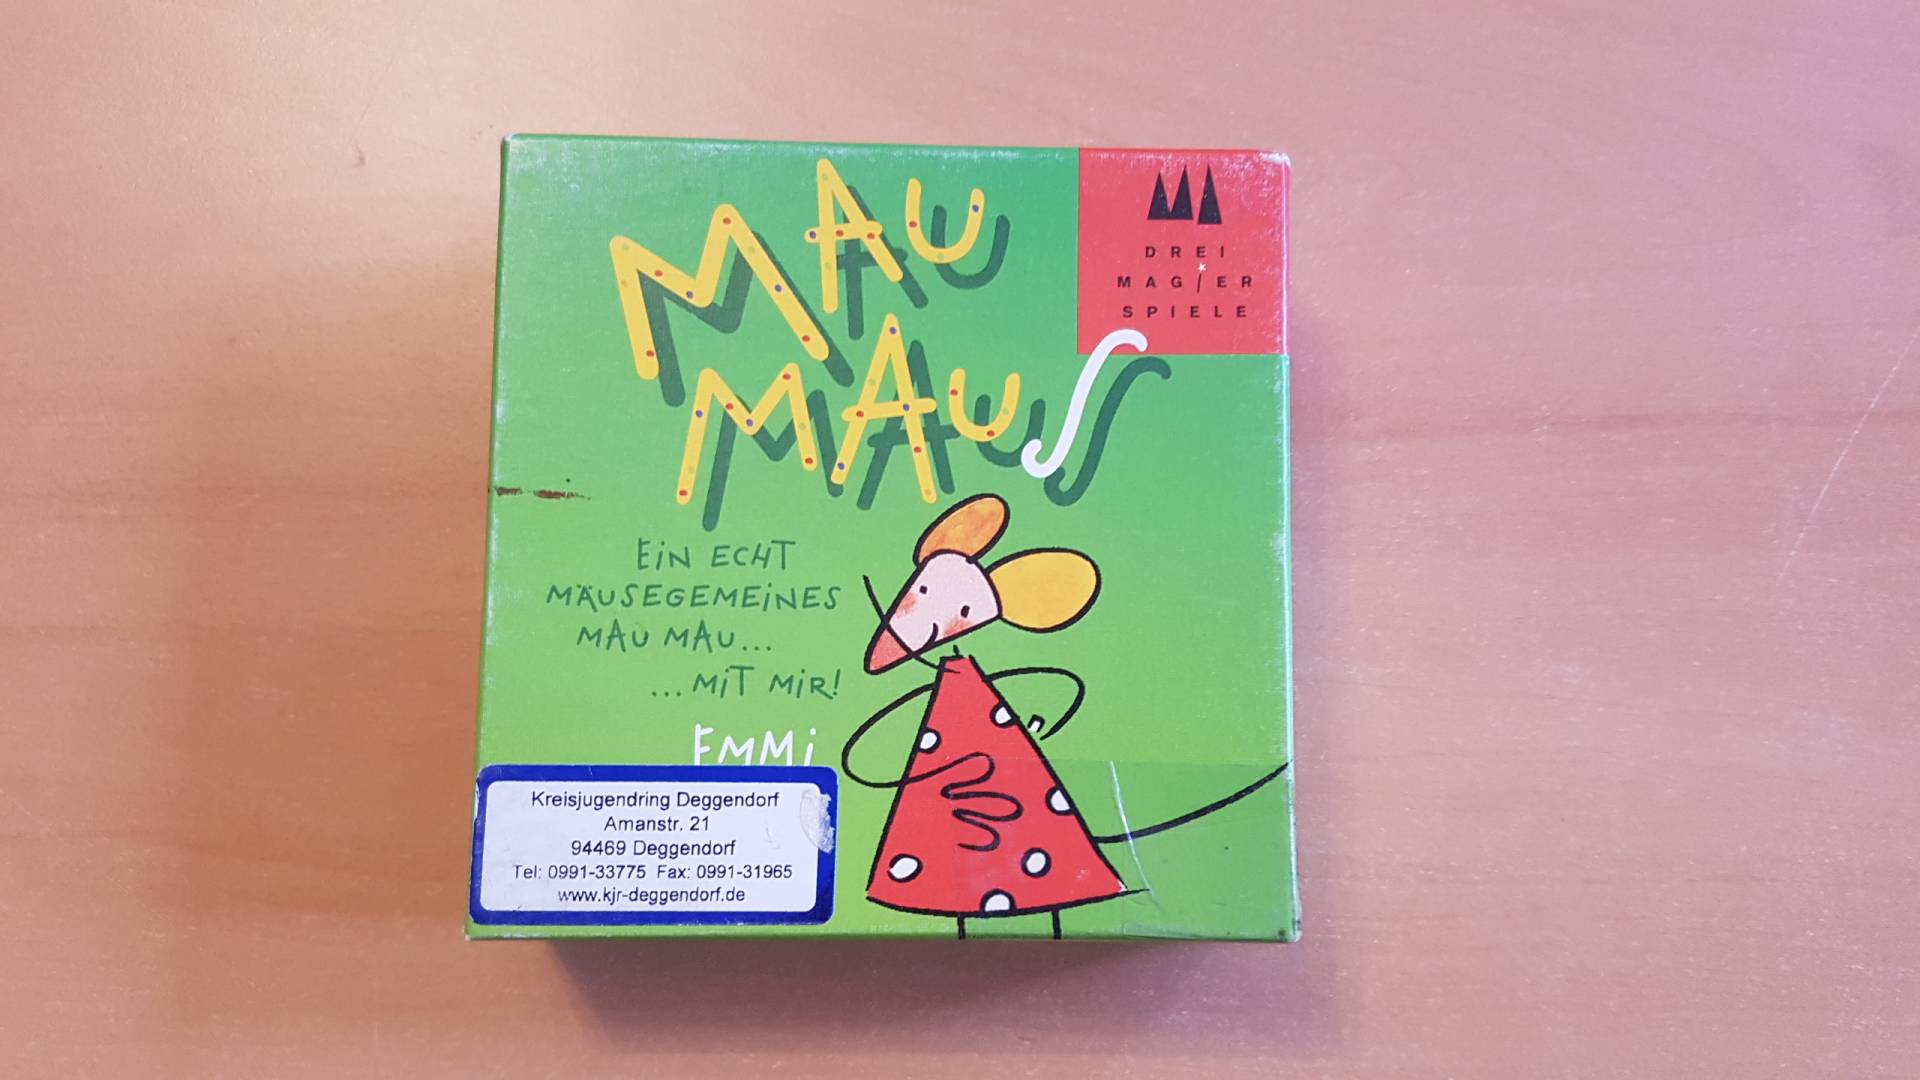 MAU
MAUS
DREI
MAGIER
SPIELE
EiN ECHT
MÄUSEGEMEiNES
MAU MAU...
...MiT MiR!
EMMi
Kreisjugendring Deggendorf
Amanstr. 21
94469 Deggendorf
Tel: 0991-33775 Fax: 0991-31965
www.kjr-deggendorf.de